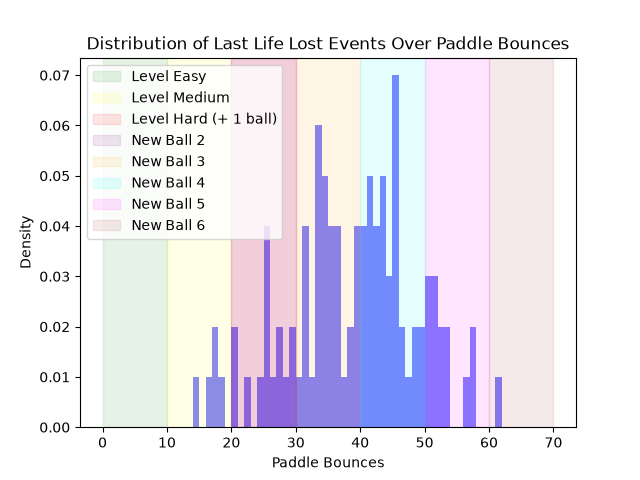 Distribution of Last Life Lost Events Over Paddle Bounces
Level Easy
Level Medium
Level Hard (+ 1 ball)
New Ball 2
New Ball 3
New Ball 4
New Ball 5
New Ball 6
Density
0.07
0.06
0.05
0.04
0.03
0.02
0.01
0.00
0 10 20 30 40 50 60 70
Paddle Bounces